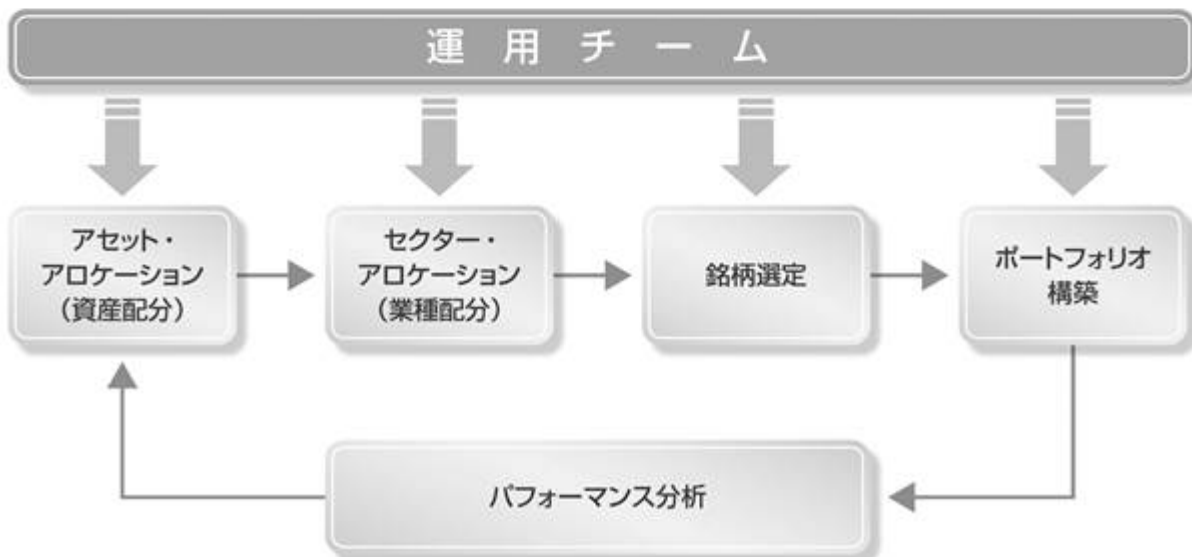 運用チーム
アセット・
アロケーション
（資産配分）
セクター・
アロケーション
（業種配分）
銘柄選定
ポートフォリオ
構築
パフォーマンス分析